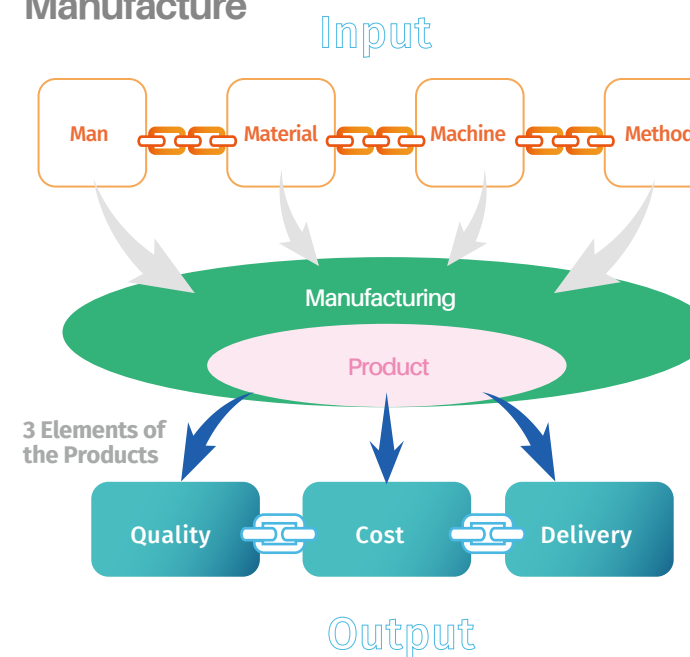 Manufacture
Input
Man
Material
Machine
Method
Manufacturing
Product
3 Elements of
the Products
Quality
Cost
Delivery
Output